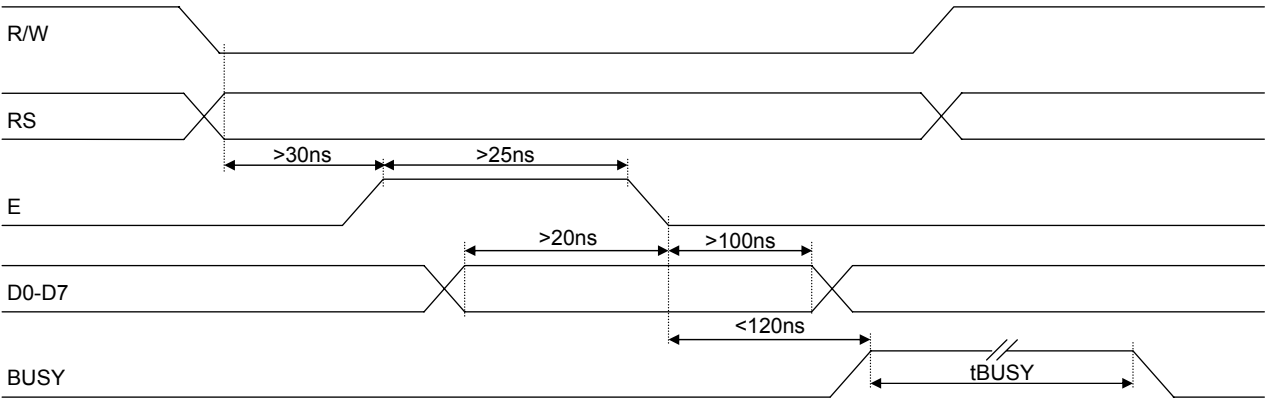 R/W
RS
>30ns >25ns
E
>20ns >100ns
D0-D7
<120ns
tBUSY
BUSY